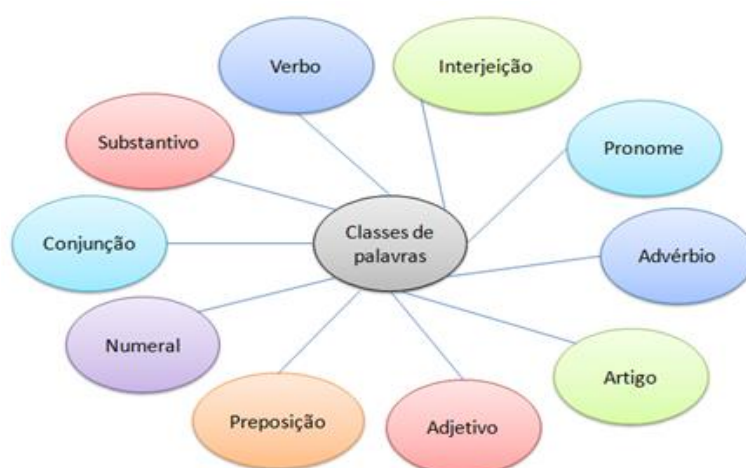 Verbo
Interjeição
Substantivo
Pronome
Classes de
palavras
Conjunção
Advérbio
Numeral
Artigo
Preposição
Adjetivo